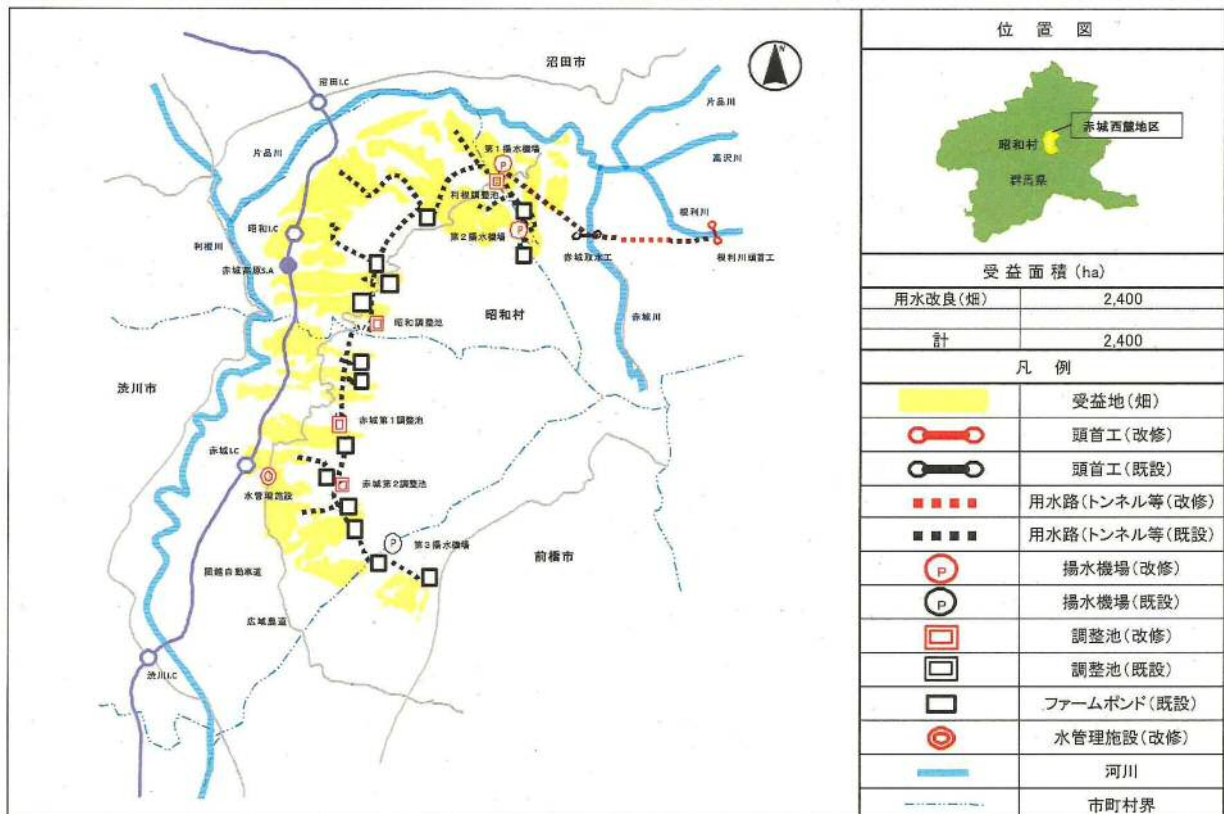 沼田市
沼田I.C
N
片品川
高沢川
片品川
第1揚水機場
P
利根調整池
根利川
昭和I.C
第2揚水機場
P
利根川
赤城高原S.A
赤城取水工
根利川頭首工
昭和村
昭和調整池
赤城川
渋川市
赤城第1調整池
赤城I.C
水管理施設
赤城第2調整池
P
第3揚水機場
前橋市
関越自動車道
広域農道
渋川I.C
位置図
赤城西麓地区
昭和村
群馬県
受益面積(ha)
用水改良(畑) 2,400
計 2,400
凡例
受益地(畑)
頭首工(改修)
頭首工(既設)
用水路(トンネル等(改修)
用水路(トンネル等(既設)
P 揚水機場(改修)
P 揚水機場(既設)
調整池(改修)
調整池(既設)
ファームポンド(既設)
水管理施設(改修)
河川
市町村界